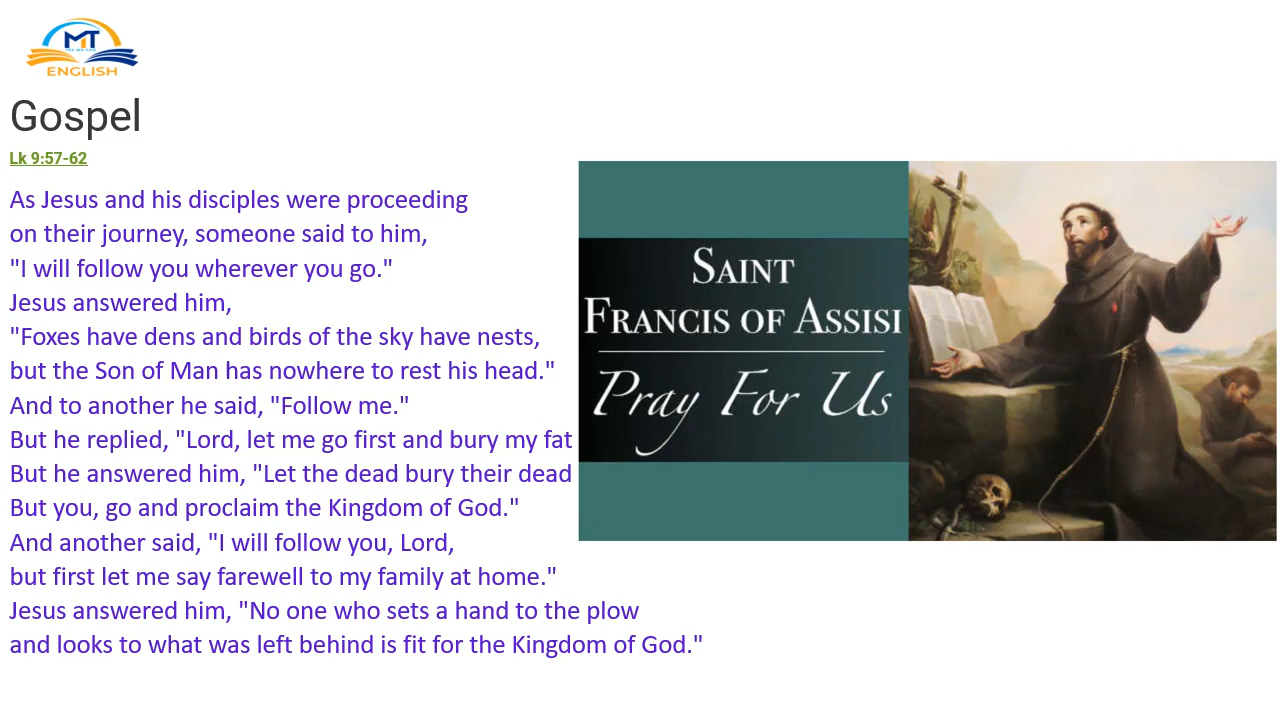 MT
ENGLISH
Gospel
Lk 9:57-62
As Jesus and his disciples were proceeding
on their journey, someone said to him,
"I will follow you wherever you go."
Jesus answered him,
"Foxes have dens and birds of the sky have nests,
but the Son of Man has nowhere to rest his head."
And to another he said, "Follow me."
But he replied, "Lord, let me go first and bury my fat
But he answered him, "Let the dead bury their dead
But you, go and proclaim the Kingdom of God."
And another said, "I will follow you, Lord,
but first let me say farewell to my family at home."
Jesus answered him, "No one who sets a hand to the plow
and looks to what was left behind is fit for the Kingdom of God."
SAINT
FRANCIS OF ASSISI
Pray For Us